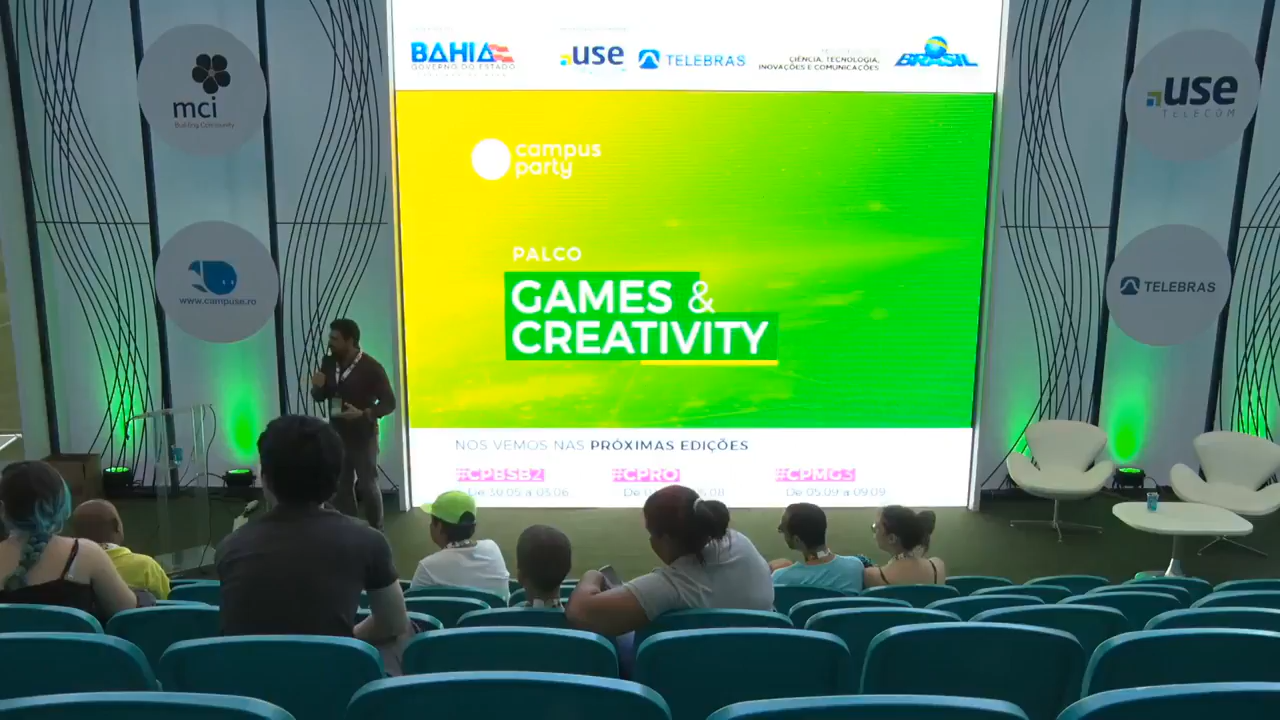 BAHIA
GOVERNO DO ESTADO
use
TELEBRAS
CIÊNCIA, TECNOLOGIA,
INOVAÇÕES E COMUNICAÇÕES
BRASIL
mci
Building Community
www.campuse.ro
use
TELECOM
TELEBRAS
campus
party
PALCO
GAMES &
CREATIVITY
NOS VEMOS NAS PRÓXIMAS EDIÇÕES
#CPBSB2
#CPRO
#CPMG3
De 30.05 a 03.06
De 05.09 a 09.09